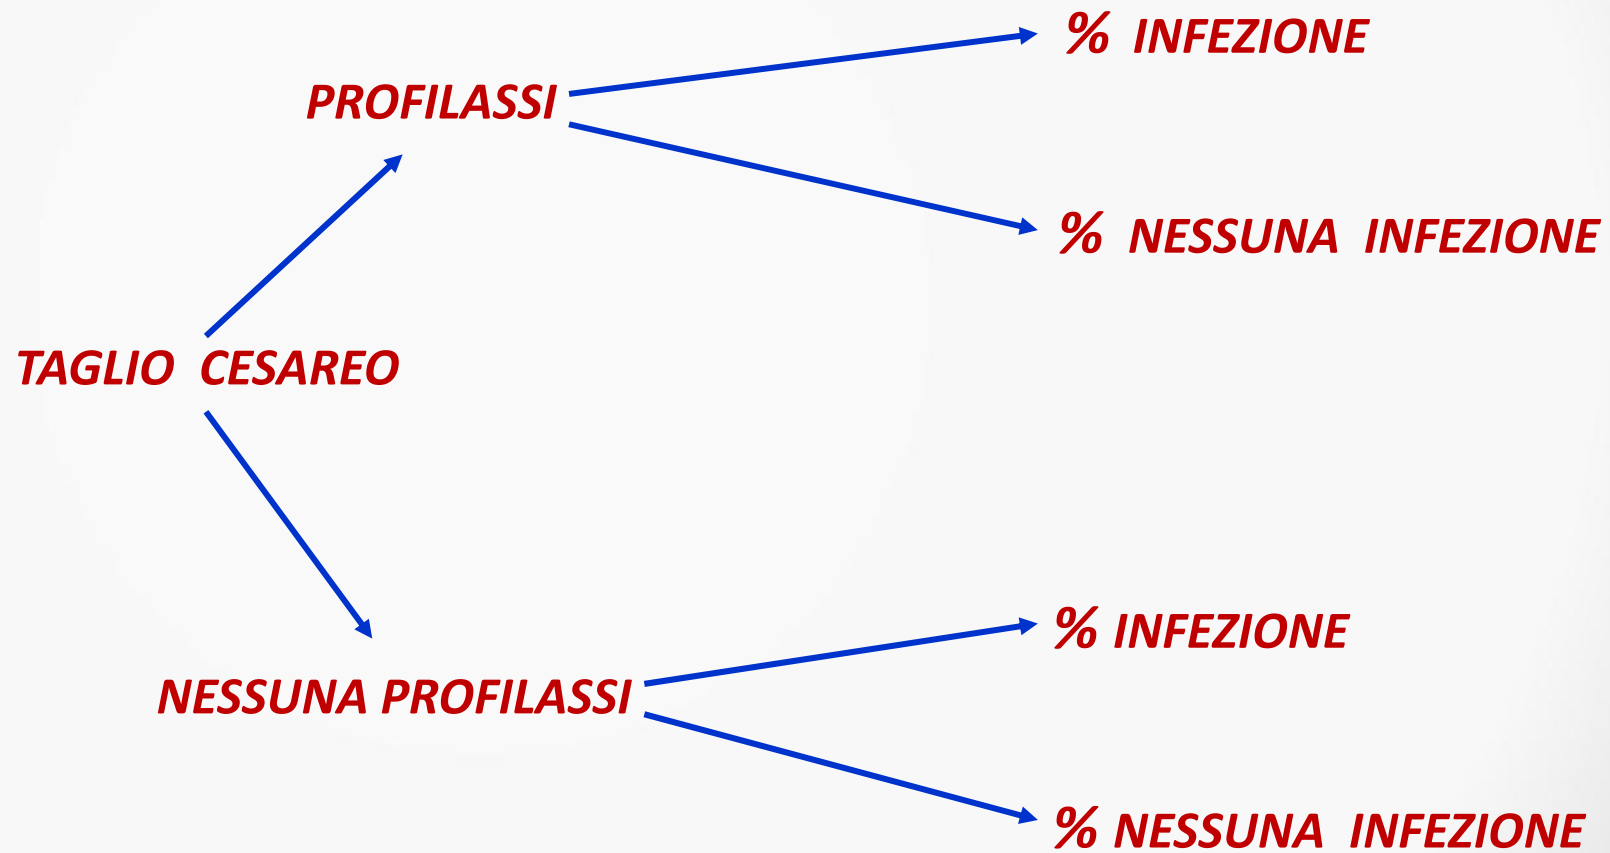 % INFEZIONE
PROFILASSI
% NESSUNA INFEZIONE
TAGLIO CESAREO
% INFEZIONE
NESSUNA PROFILASSI
% NESSUNA INFEZIONE